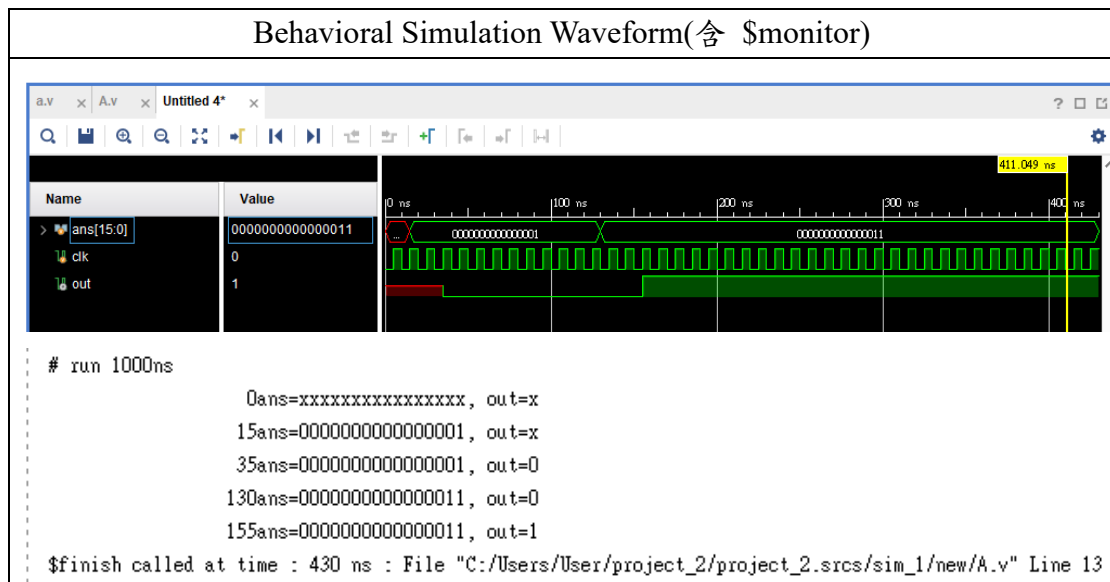 Behavioral Simulation Waveform(含 $monitor)
a.v × A.v × Untitled 4* ×
411.049 ns
Name Value 0 ns 100 ns 200 ns 300 ns 400 ns
ans[15:0] 0000000000000011 ... 0000000000000001 0000000000000011
clk 0
out 1
# run 1000ns
0ans=xxxxxxxxxxxxxxxx, out=x
15ans=0000000000000001, out=x
35ans=0000000000000001, out=0
130ans=0000000000000011, out=0
155ans=0000000000000011, out=1
$finish called at time : 430 ns : File "C:/Users/User/project_2/project_2.srcs/sim_1/new/A.v" Line 13